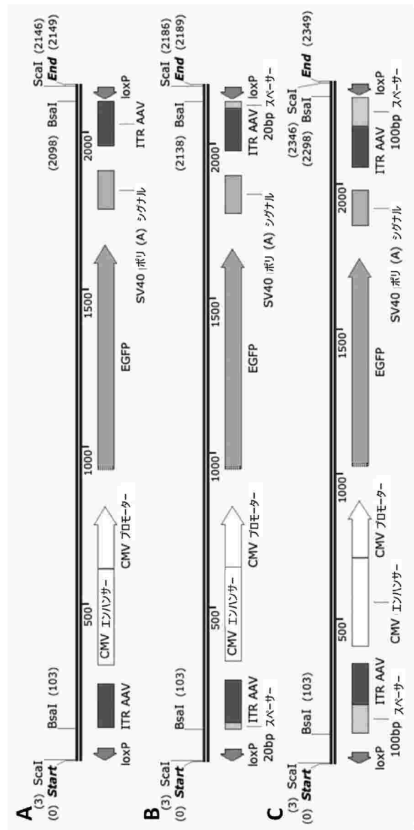 A
(3) ScaI
(0) Start
BsaI (103)
500
1000
1500
2000
(2098) BsaI
ScaI (2146)
End (2149)
loxP
ITR AAV
CMV エンハンサー
CMV プロモーター
EGFP
SV40 ポリ (A) シグナル
ITR AAV
loxP
B
(3) ScaI
(0) Start
BsaI (103)
500
1000
1500
2000
(2138) BsaI
ScaI (2186)
End (2189)
loxP
20bp スペーサー
ITR AAV
CMV エンハンサー
CMV プロモーター
EGFP
SV40 ポリ (A) シグナル
ITR AAV
20bp スペーサー
loxP
C
(3) ScaI
(0) Start
BsaI (103)
500
1000
1500
2000
(2298) BsaI
(2346) ScaI
End (2349)
loxP
100bp スペーサー
ITR AAV
CMV エンハンサー
CMV プロモーター
EGFP
SV40 ポリ (A) シグナル
ITR AAV
100bp スペーサー
loxP